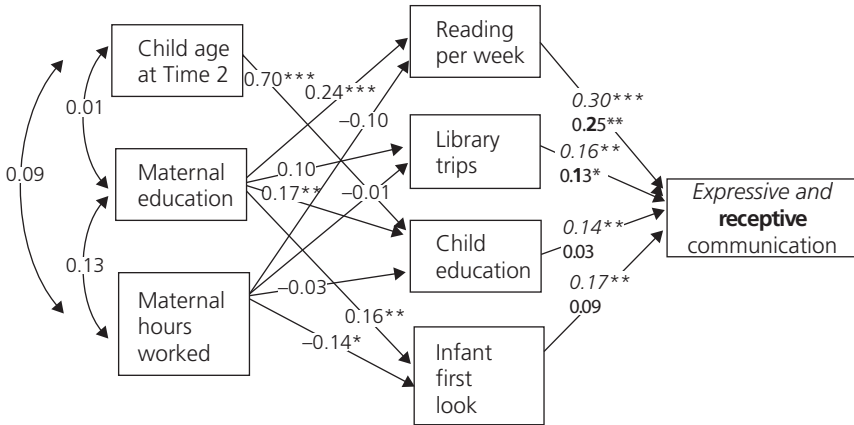 Child age
at Time 2
Maternal
education
Maternal
hours
worked
0.01
0.09
0.13
0.70***
0.24***
–0.10
0.10
0.17**
–0.01
–0.03
0.16**
–0.14*
Reading
per week
Library
trips
Child
education
Infant
first
look
0.30***
0.25**
0.16**
0.13*
0.14**
0.03
0.17**
0.09
Expressive and
receptive
communication